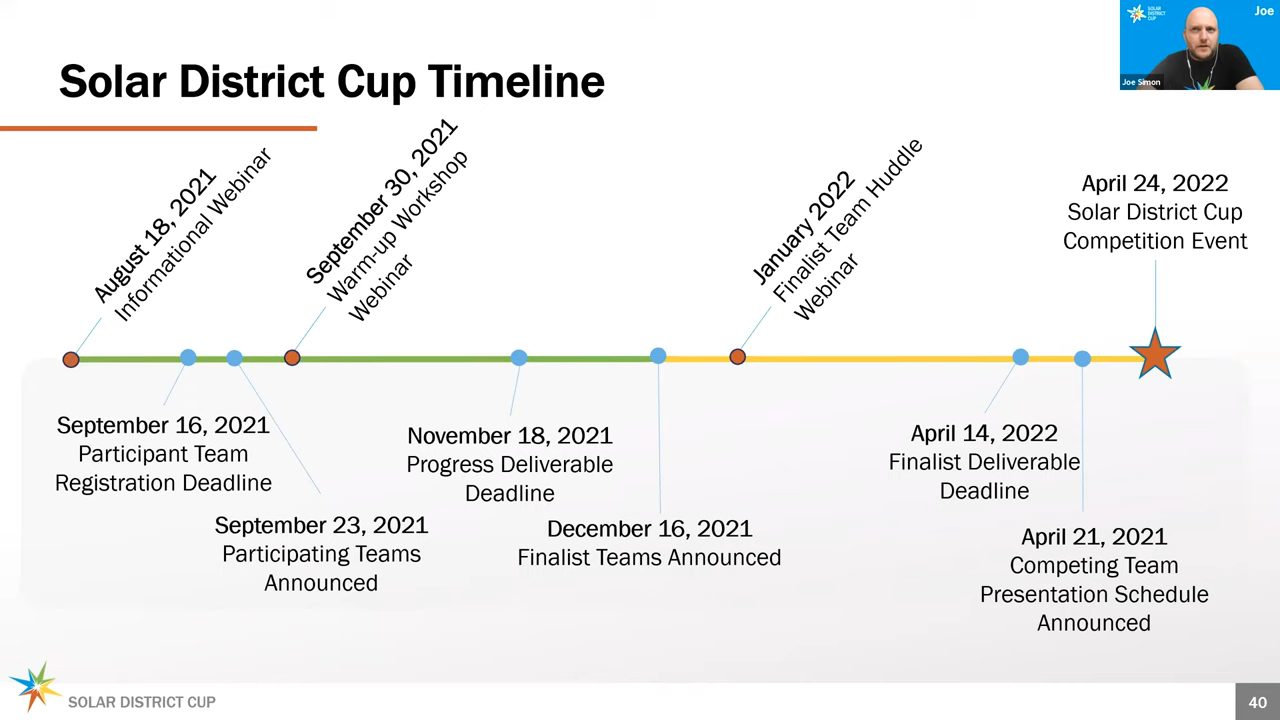 Joe
SOLAR
DISTRICT
CUP
Joe Simon
Solar District Cup Timeline
August 18, 2021
Informational Webinar
September 30, 2021
Warm-up Workshop
Webinar
January 2022
Finalist Team Huddle
Webinar
April 24, 2022
Solar District Cup
Competition Event
September 16, 2021
Participant Team
Registration Deadline
September 23, 2021
Participating Teams
Announced
November 18, 2021
Progress Deliverable
Deadline
December 16, 2021
Finalist Teams Announced
April 14, 2022
Finalist Deliverable
Deadline
April 21, 2021
Competing Team
Presentation Schedule
Announced
SOLAR DISTRICT CUP
40